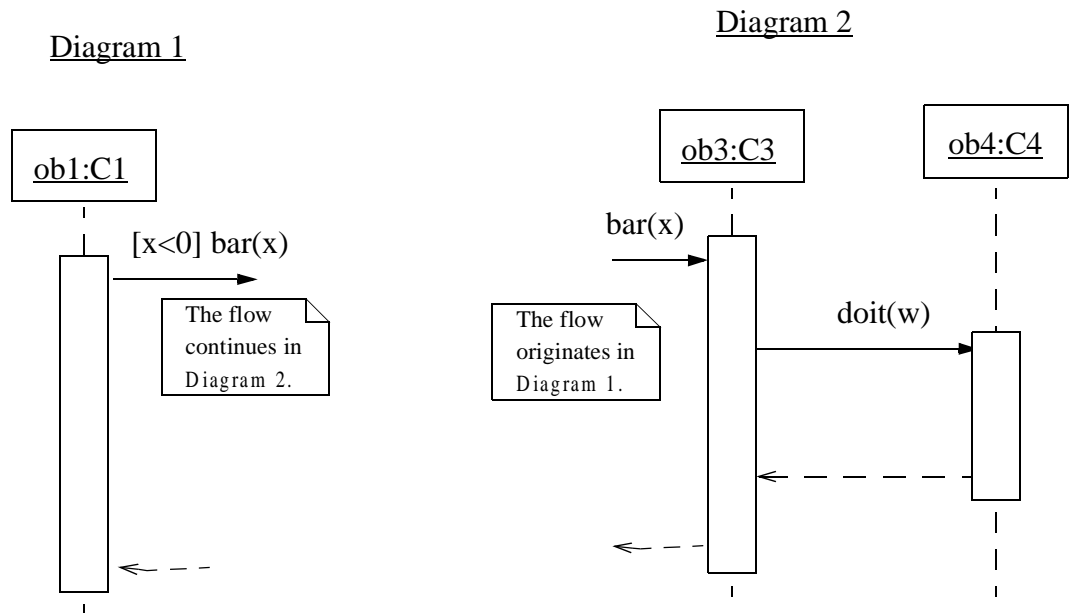 Diagram 1
ob1:C1
[x<0] bar(x)
The flow
continues in
Diagram 2.
Diagram 2
ob3:C3
ob4:C4
bar(x)
The flow
originates in
Diagram 1.
doit(w)